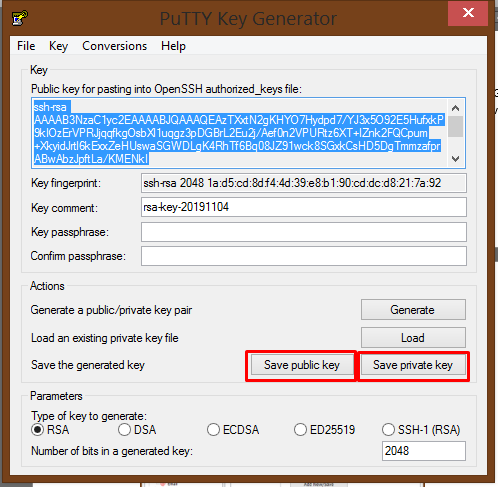 PuTTY Key Generator
File Key Conversions Help
Key
Public key for pasting into OpenSSH authorized_keys file:
ssh-rsa
AAAAB3NzaC1yc2EAAAABJQAAAQEAzTXxtN2gKHYO7Hydpd7/YJ3x5O92E5HufxkP
9kIOzErVPRJjqqfkgOsbXl1uqgz3pDGBrL2Eu2j/Aef0n2VPURtz6XT+IZnk2FQCpum
+XkyidJrtl6kExxZeHUswaSGWDLgK4RhTf6Bq08JZ91wck8SGxkCsHD5DgTmmzafpr
ABwAbzJpftLa/KMENkI
Key fingerprint: ssh-rsa 2048 1a:d5:cd:8d:f4:4d:39:e8:b1:90:cd:dc:d8:21:7a:92
Key comment: rsa-key-20191104
Key passphrase:
Confirm passphrase:
Actions
Generate a public/private key pair Generate
Load an existing private key file Load
Save the generated key Save public key Save private key
Parameters
Type of key to generate:
RSA DSA ECDSA ED25519 SSH-1 (RSA)
Number of bits in a generated key: 2048